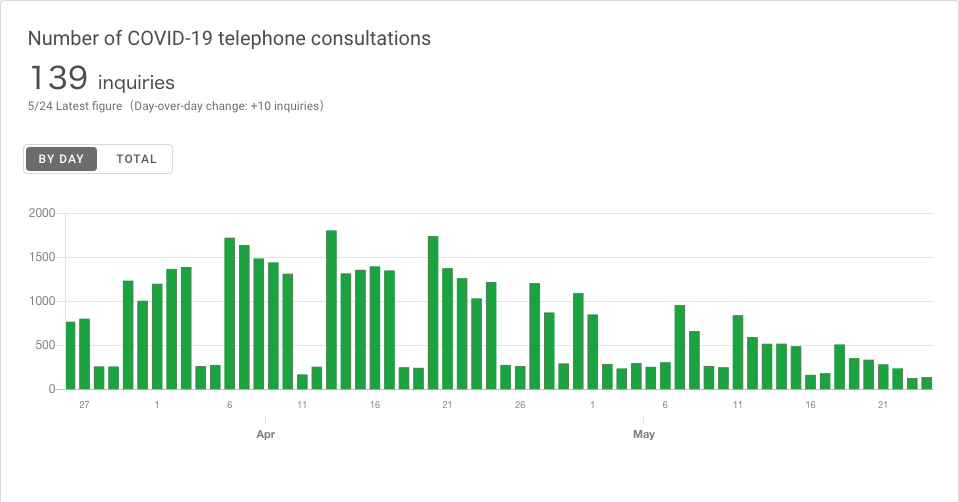 Number of COVID-19 telephone consultations
139 inquiries
5/24 Latest figure（Day-over-day change: +10 inquiries）
BY DAY TOTAL
2000
1500
1000
500
0
27 1 6 11 16 21 26 1 6 11 16 21
Apr May